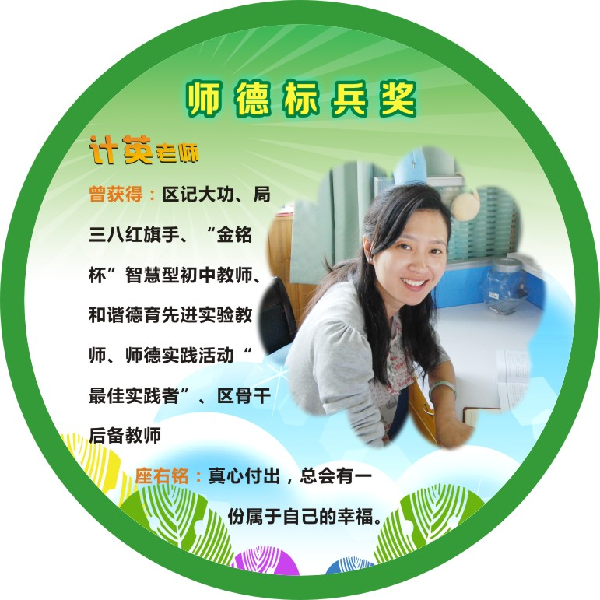 师德标兵奖
计英老师
曾获得：区记大功、局
三八红旗手、“金铭
杯”智慧型初中教师、
和谐德育先进实验教
师、师德实践活动“
最佳实践者”、区骨干
后备教师
座右铭：真心付出，总会有一
份属于自己的幸福。